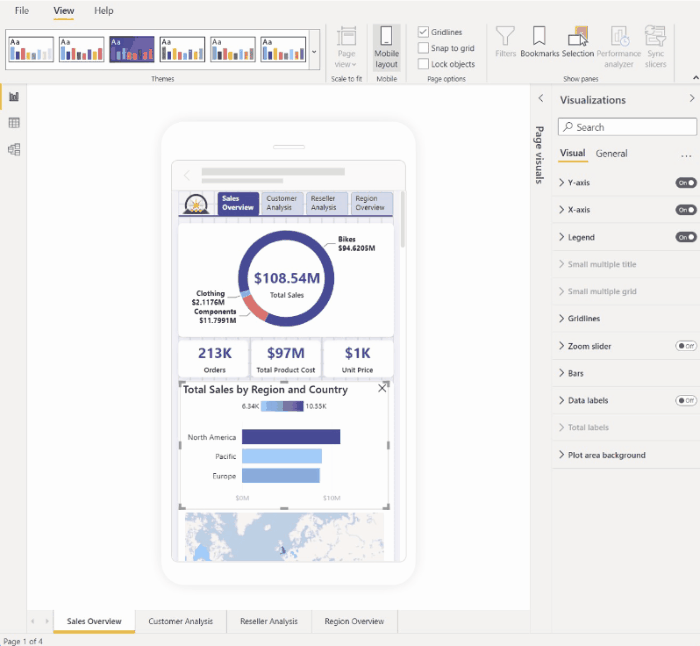 File View Help
Aa Aa Aa Aa Aa Aa
Themes
Page
View
Scale to fit
Mobile
layout
Mobile
Gridlines
Snap to grid
Lock objects
Page options
Filters
Bookmarks
Selection
Performance
analyzer
Sync
slicers
Show panes
Sales
Overview
Customer
Analysis
Reseller
Analysis
Region
Overview
Bikes
$94.6205M
$108.54M
Total Sales
Clothing
$2.1176M
Components
$11.7991M
213K
Orders
$97M
Total Product Cost
$1K
Unit Price
Total Sales by Region and Country
6.34K 10.55K
North America
Pacific
Europe
$0M $10M
Page visuals
Visualizations
Search
Visual General ...
Y-axis On
X-axis On
Legend On
Small multiple title
Small multiple grid
Gridlines
Zoom slider Off
Bars
Data labels Off
Total labels
Plot area background
Sales Overview Customer Analysis Reseller Analysis Region Overview
Page 1 of 4